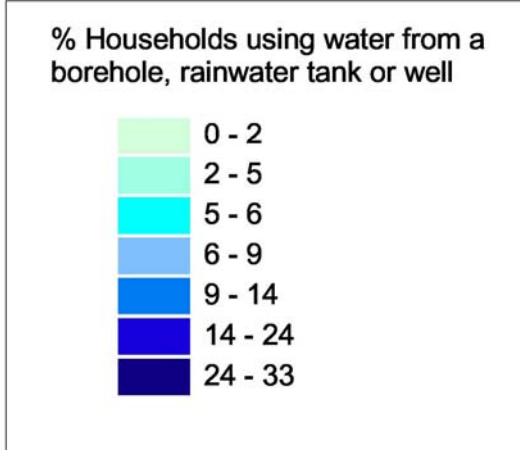 % Households using water from a
borehole, rainwater tank or well
0 - 2
2 - 5
5 - 6
6 - 9
9 - 14
14 - 24
24 - 33